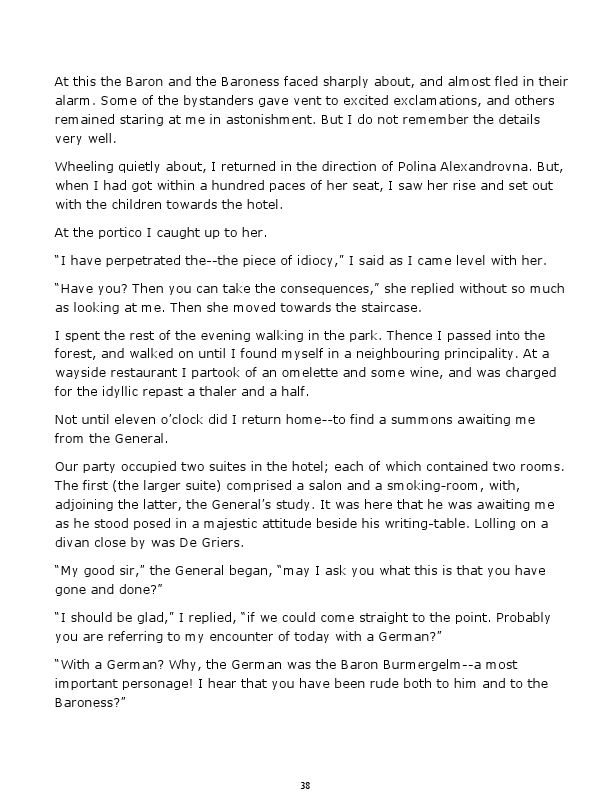 At this the Baron and the Baroness faced sharply about, and almost fled in their
alarm. Some of the bystanders gave vent to excited exclamations, and others
remained staring at me in astonishment. But I do not remember the details
very well.
Wheeling quietly about, I returned in the direction of Polina Alexandrovna. But,
when I had got within a hundred paces of her seat, I saw her rise and set out
with the children towards the hotel.
At the portico I caught up to her.
“I have perpetrated the--the piece of idiocy,” I said as I came level with her.
“Have you? Then you can take the consequences,” she replied without so much
as looking at me. Then she moved towards the staircase.
I spent the rest of the evening walking in the park. Thence I passed into the
forest, and walked on until I found myself in a neighbouring principality. At a
wayside restaurant I partook of an omelette and some wine, and was charged
for the idyllic repast a thaler and a half.
Not until eleven o’clock did I return home--to find a summons awaiting me
from the General.
Our party occupied two suites in the hotel; each of which contained two rooms.
The first (the larger suite) comprised a salon and a smoking-room, with,
adjoining the latter, the General’s study. It was here that he was awaiting me
as he stood posed in a majestic attitude beside his writing-table. Lolling on a
divan close by was De Griers.
“My good sir,” the General began, “may I ask you what this is that you have
gone and done?”
“I should be glad,” I replied, “if we could come straight to the point. Probably
you are referring to my encounter of today with a German?”
“With a German? Why, the German was the Baron Burmergelm--a most
important personage! I hear that you have been rude both to him and to the
Baroness?”
38